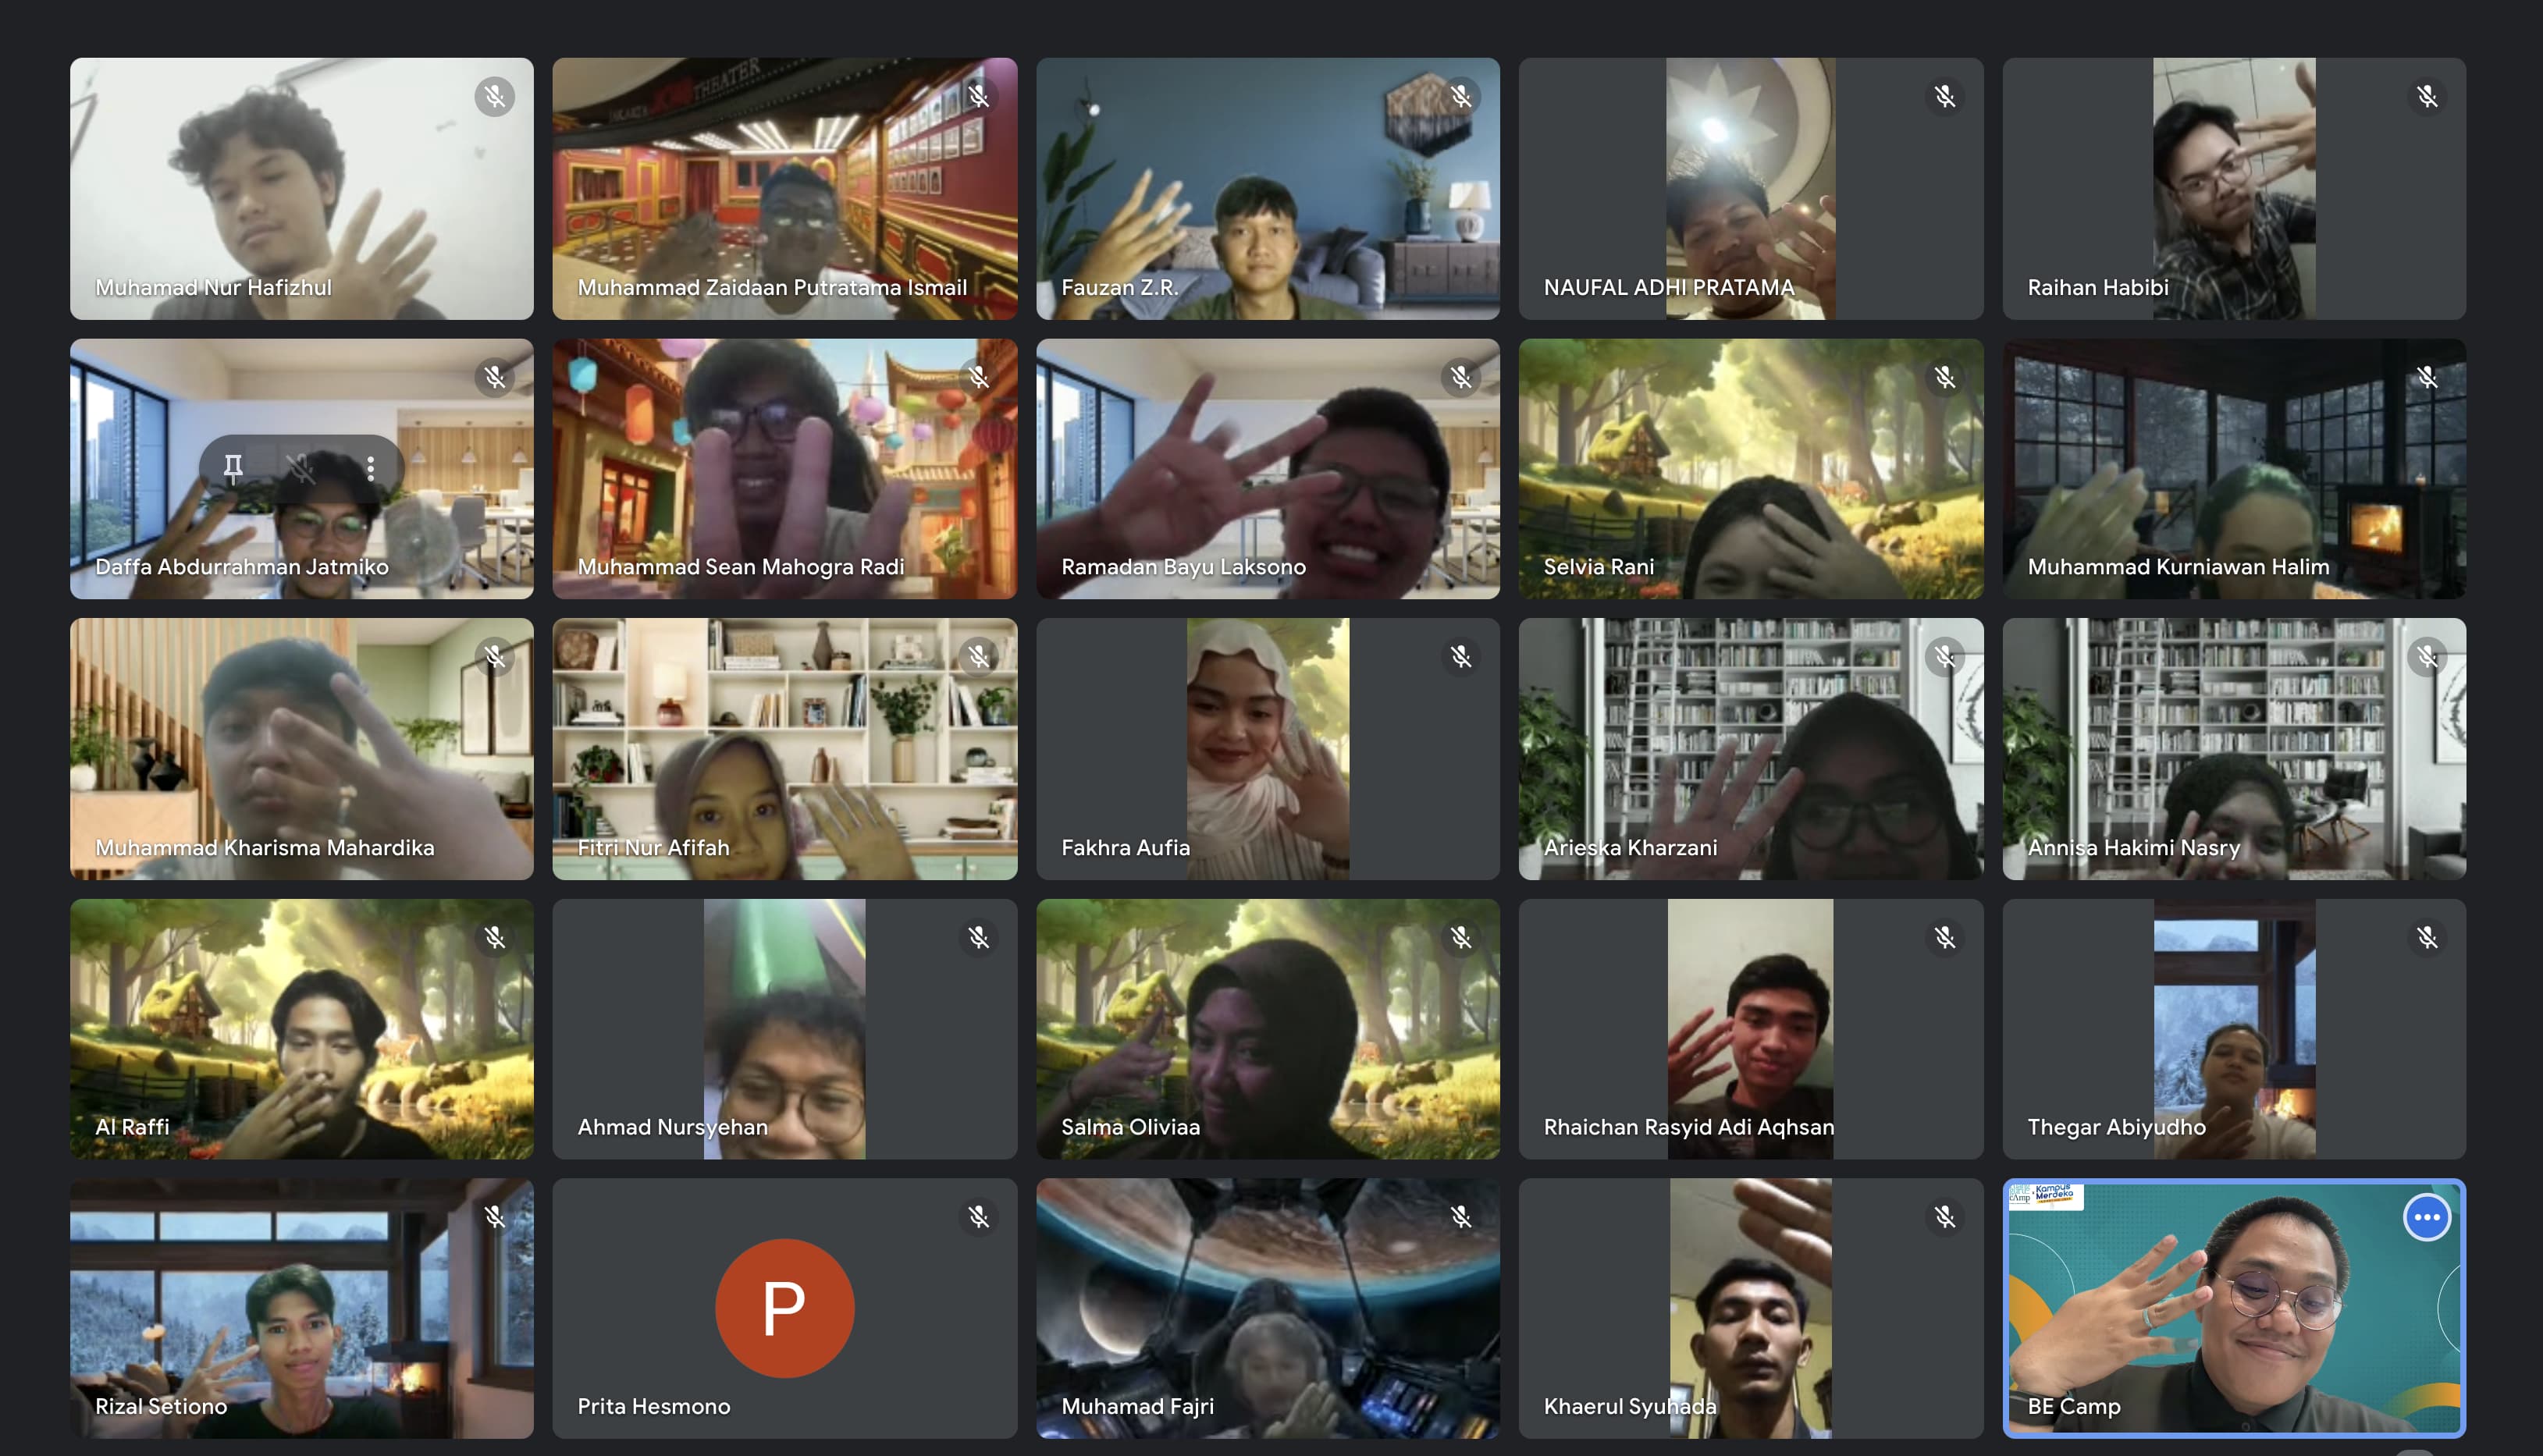 THEATER
Muhamad Nur Hafizhul
Muhammad Zaidaan Putratama Ismail
Fauzan Z.R.
NAUFAL ADHI PRATAMA
Raihan Habibi
Daffa Abdurrahman Jatmiko
Muhammad Sean Mahogra Radi
Ramadan Bayu Laksono
Selvia Rani
Muhammad Kurniawan Halim
Muhammad Kharisma Mahardika
Fitri Nur Afifah
Fakhra Aufia
Arieska Kharzani
Annisa Hakimi Nasry
Al Raffi
Ahmad Nursyehan
Salma Oliviaa
Rhaichan Rasyid Adi Aqhsan
Thegar Abiyudho
Kampus
Merdeka
P
Rizal Setiono
Prita Hesmono
Muhamad Fajri
Khaerul Syuhada
BE Camp